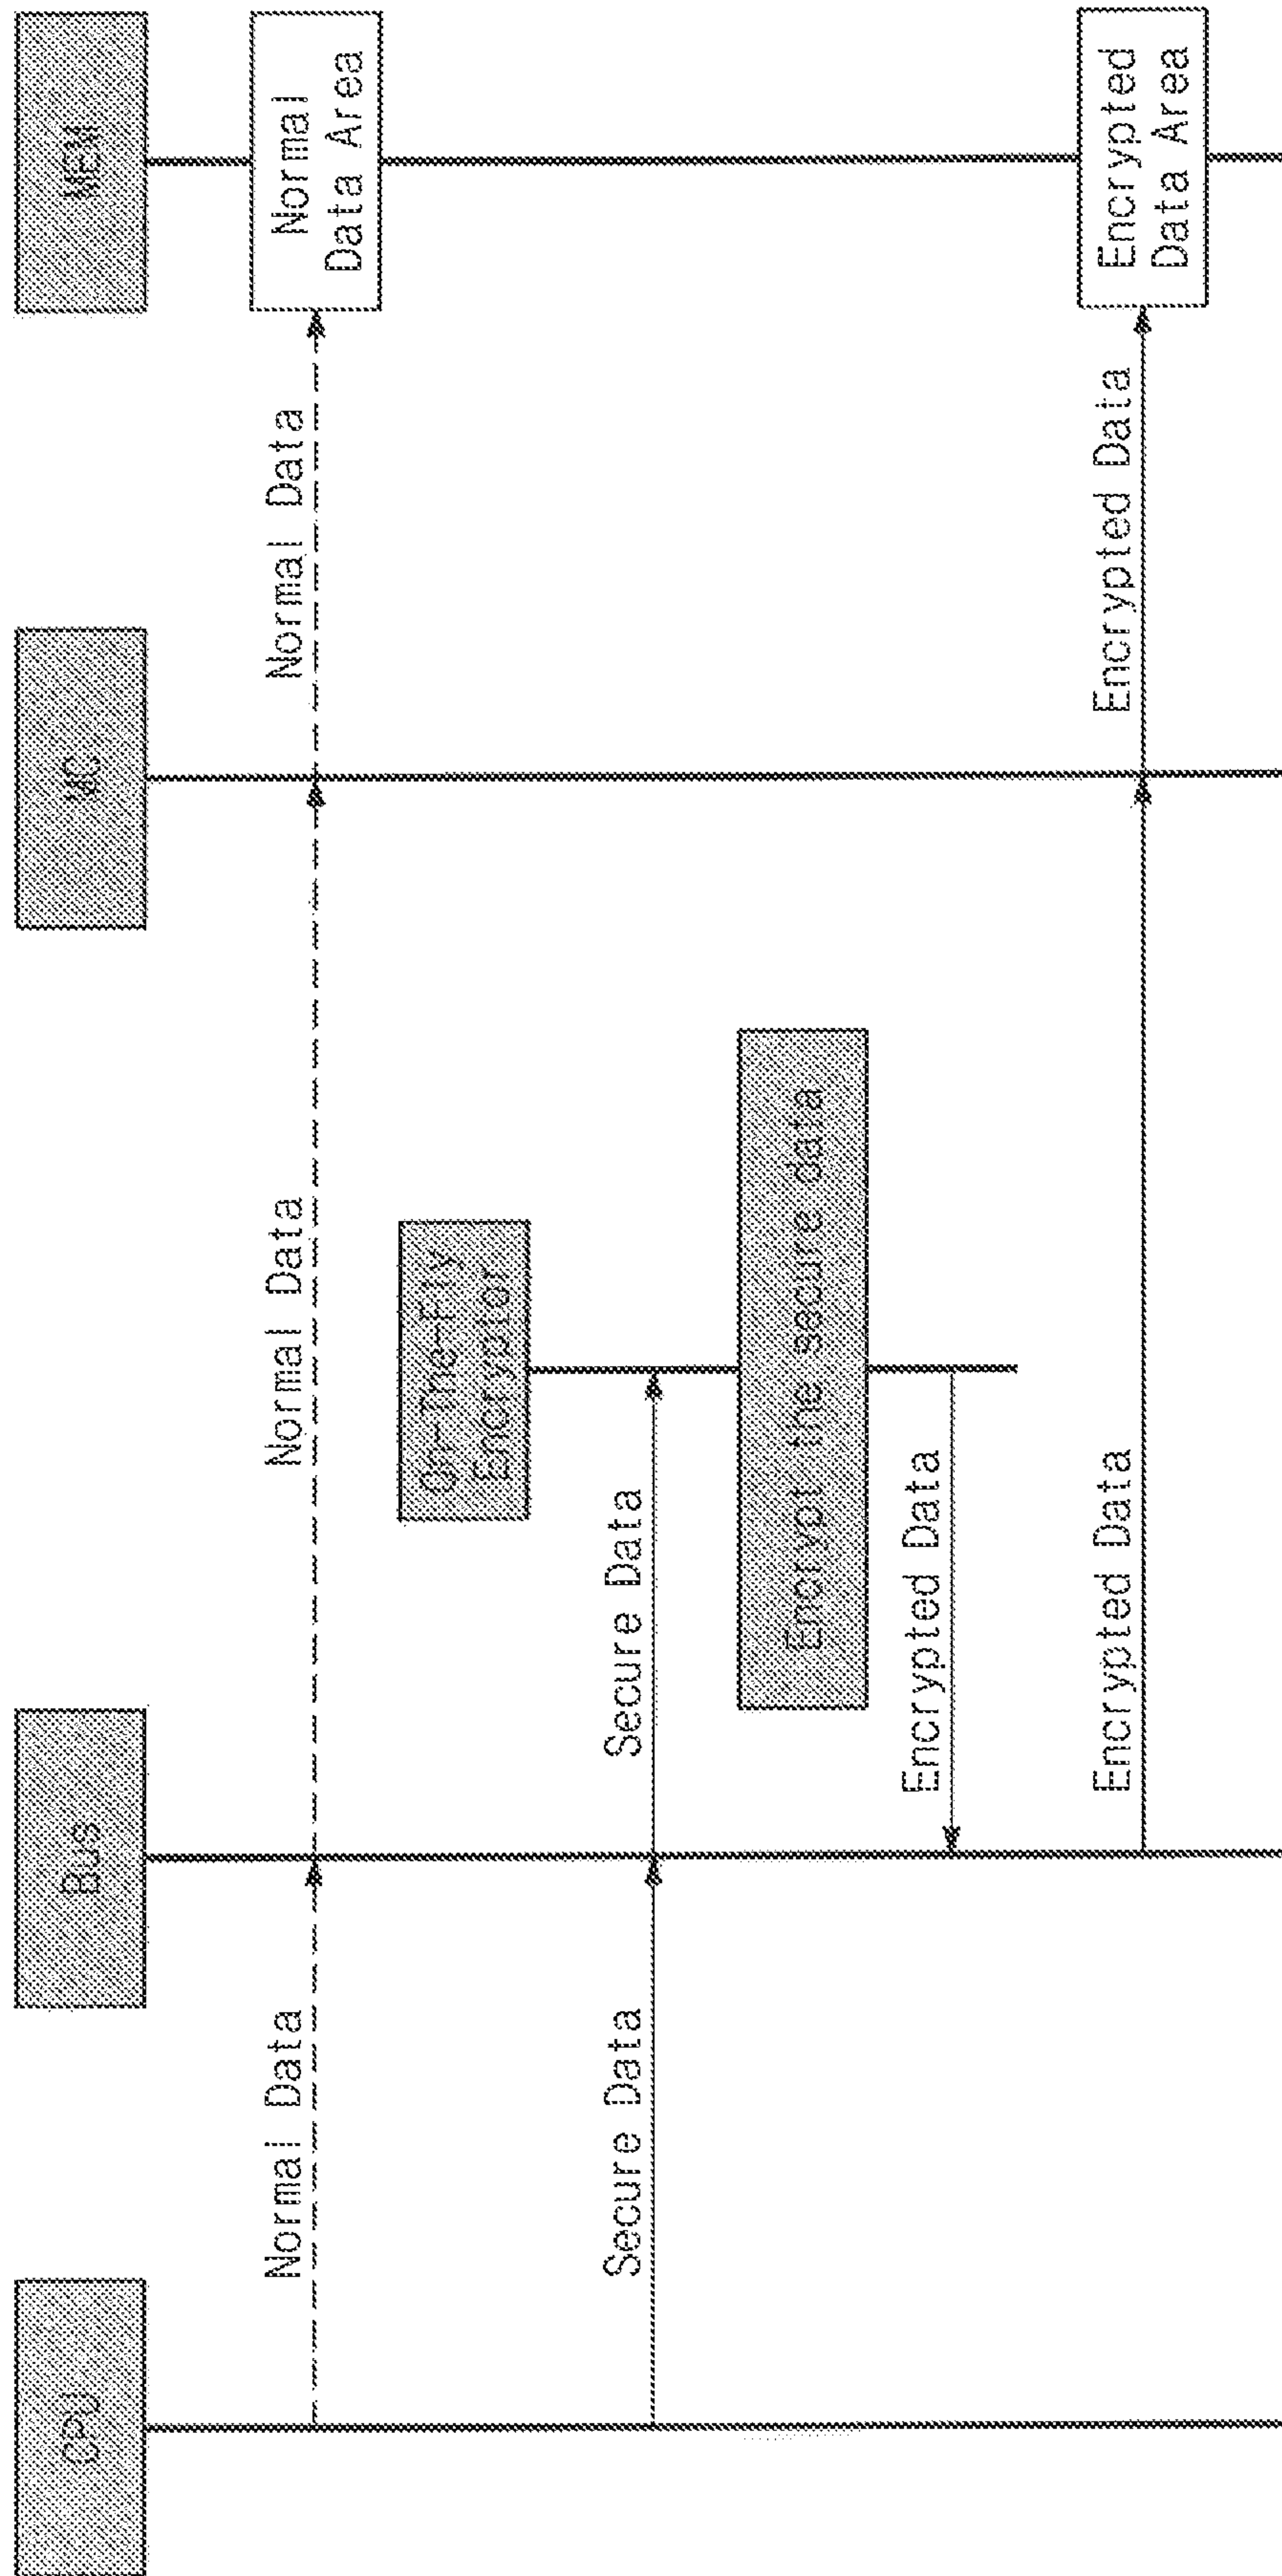 CPU
Bus
MC
MEM
Normal Data
Normal Data
Normal Data
Normal
Data Area
On-The-Fly
Encryptor
Secure Data
Secure Data
Encrypt the secure data
Encrypted Data
Encrypted Data
Encrypted Data
Encrypted
Data Area